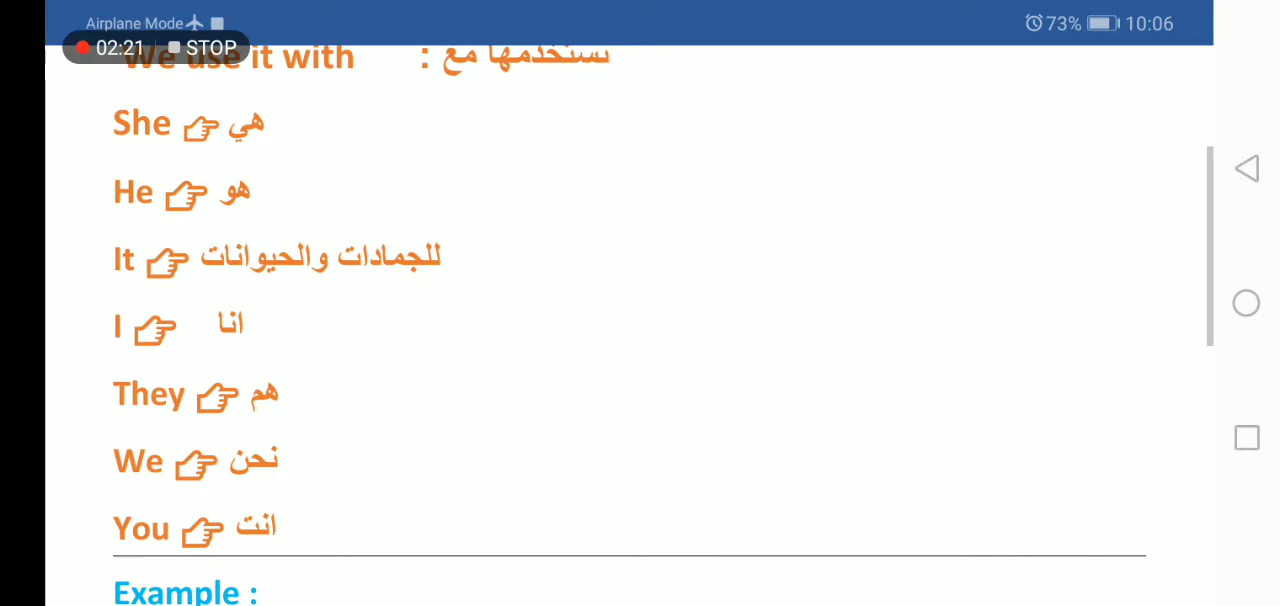 Airplane Mode 73% 10:06
02:21 STOP
We use it with : نستخدمها مع
She هي
He هو
It للجمادات والحيوانات
I انا
They هم
We نحن
You انت
Example :